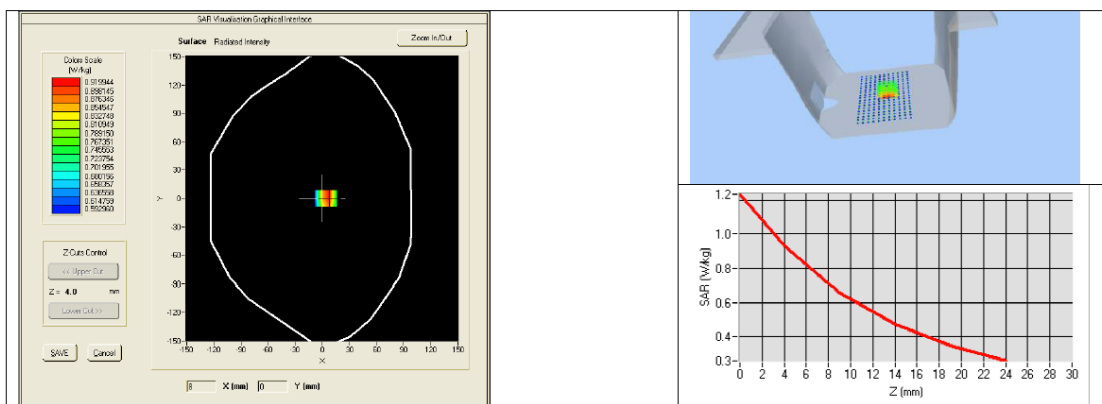 SAR Visualisation Graphical Interface
Surface Radiated Intensity
Zoom In/Out
Colors Scale
(W/kg)
0.919944
0.898145
0.876346
0.854547
0.832748
0.810949
0.789150
0.767351
0.745553
0.723754
0.701955
0.680156
0.658357
0.636558
0.614759
0.592960
150
120
90
60
30
0
-30
-60
-90
-120
-150
Y
-150 -120 -90 -60 -30 0 30 60 90 120 150
X
Z-Cuts Control
<< Upper Cut
Z = 4.0 mm
Lower Cut >>
SAVE Cancel
8 X (mm) 0 Y (mm)
1.2
1.0
0.8
0.6
0.4
0.3
SAR (W/kg)
0 2 4 6 8 10 12 14 16 18 20 22 24 26 28 30
Z (mm)